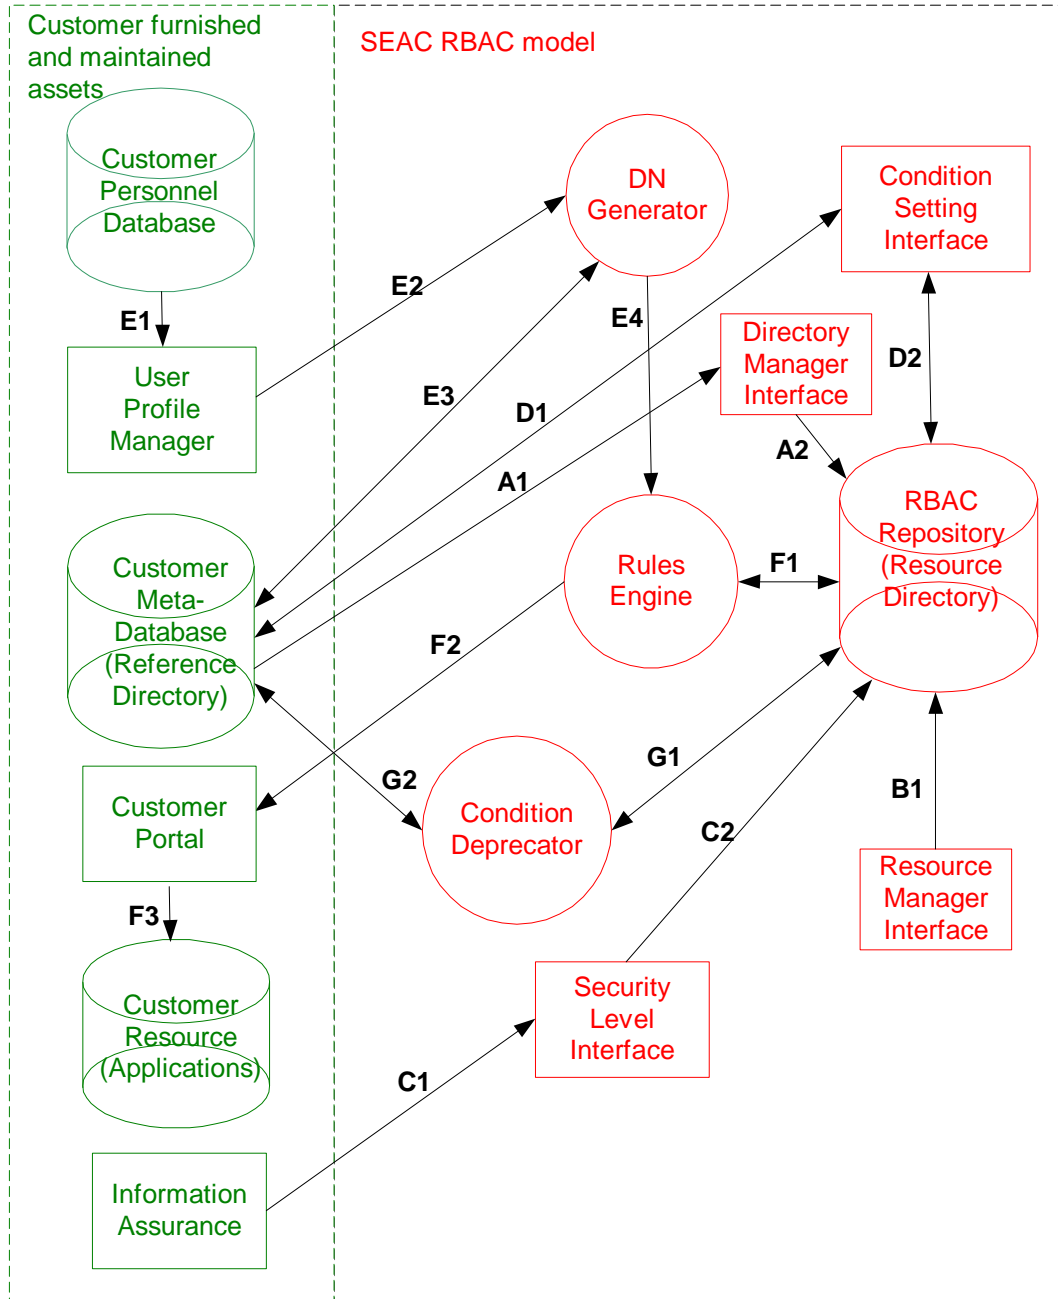 Customer furnished
and maintained
assets
SEAC RBAC model
Customer
Personnel
Database
DN
Generator
Condition
Setting
Interface
E1
E2
E4
User
Profile
Manager
Directory
Manager
Interface
D2
E3
D1
A1
A2
Customer
Meta-
Database
(Reference
Directory)
Rules
Engine
F1
RBAC
Repository
(Resource
Directory)
F2
G2
G1
C2
B1
Customer
Portal
Condition
Deprecator
Resource
Manager
Interface
F3
Customer
Resource
(Applications)
Security
Level
Interface
C1
Information
Assurance